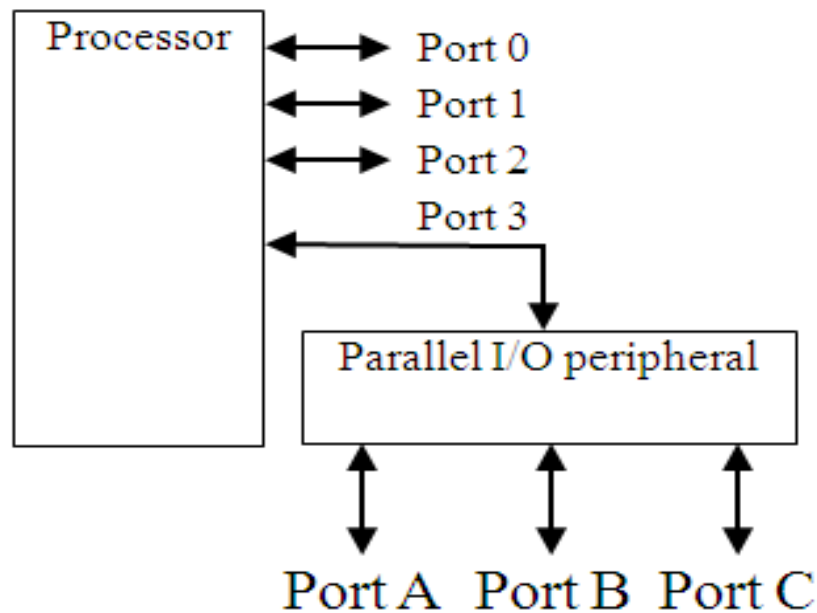 Processor
Port 0
Port 1
Port 2
Port 3
Parallel I/O peripheral
Port A Port B Port C